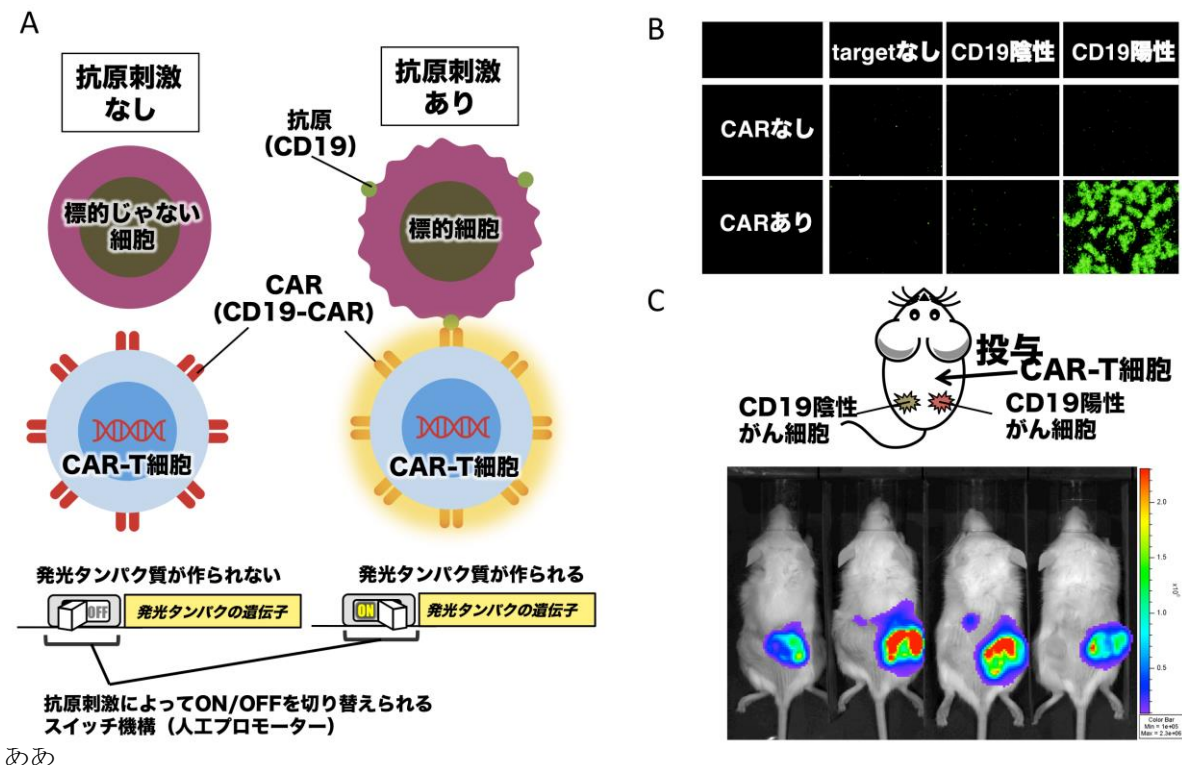 A
抗原刺激
なし
抗原刺激
あり
抗原
(CD19)
標的じゃない
細胞
標的細胞
CAR
(CD19-CAR)
CAR-T細胞
CAR-T細胞
発光タンパク質が作られない
発光タンパク質が作られる
OFF
発光タンパクの遺伝子
ON
発光タンパクの遺伝子
抗原刺激によってON/OFFを切り替えられる
スイッチ機構（人工プロモーター）
ああ
B
targetなし
CD19陰性
CD19陽性
CARなし
CARあり
C
投与
CAR-T細胞
CD19陰性
がん細胞
CD19陽性
がん細胞
2.0
1.5
1.0
0.5
Color Bar
Min = 1e+05
Max = 2.3e+06